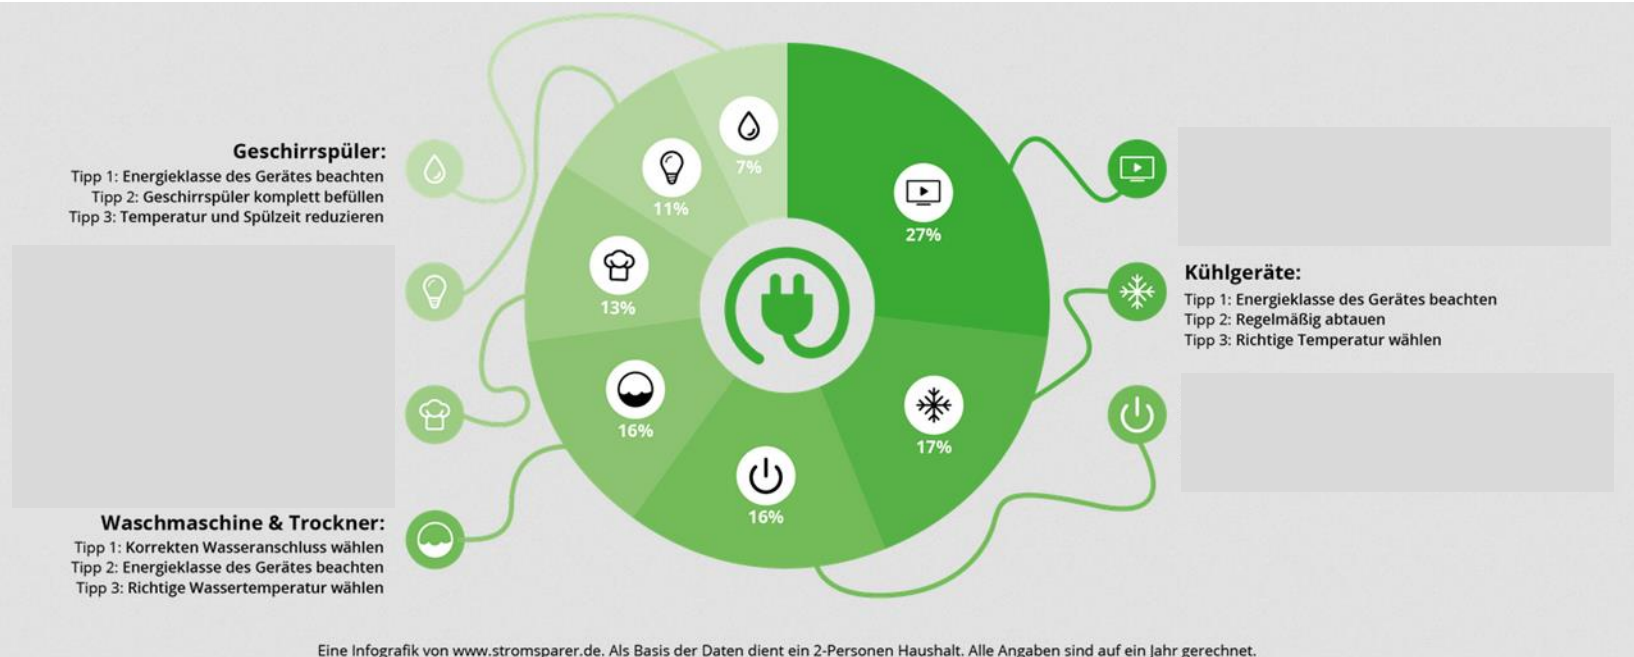 Geschirrspüler:
Tipp 1: Energieklasse des Gerätes beachten
Tipp 2: Geschirrspüler komplett befüllen
Tipp 3: Temperatur und Spülzeit reduzieren
Waschmaschine & Trockner:
Tipp 1: Korrekten Wasseranschluss wählen
Tipp 2: Energieklasse des Gerätes beachten
Tipp 3: Richtige Wassertemperatur wählen
7%
11%
13%
16%
16%
17%
27%
Kühlgeräte:
Tipp 1: Energieklasse des Gerätes beachten
Tipp 2: Regelmäßig abtauen
Tipp 3: Richtige Temperatur wählen
Eine Infografik von www.stromsparer.de. Als Basis der Daten dient ein 2-Personen Haushalt. Alle Angaben sind auf ein Jahr gerechnet.